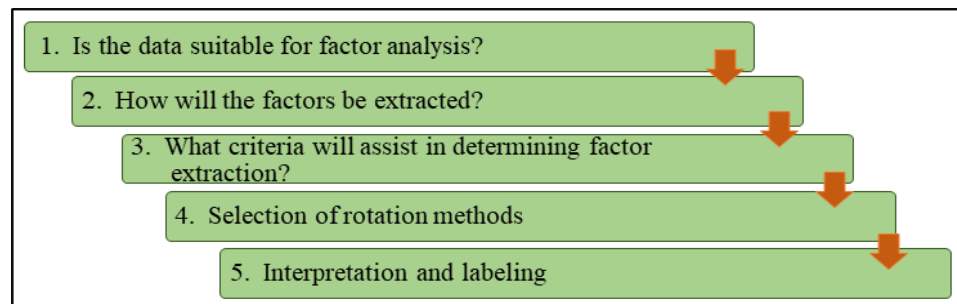 1. Is the data suitable for factor analysis?
2. How will the factors be extracted?
3. What criteria will assist in determining factor
extraction?
4. Selection of rotation methods
5. Interpretation and labeling